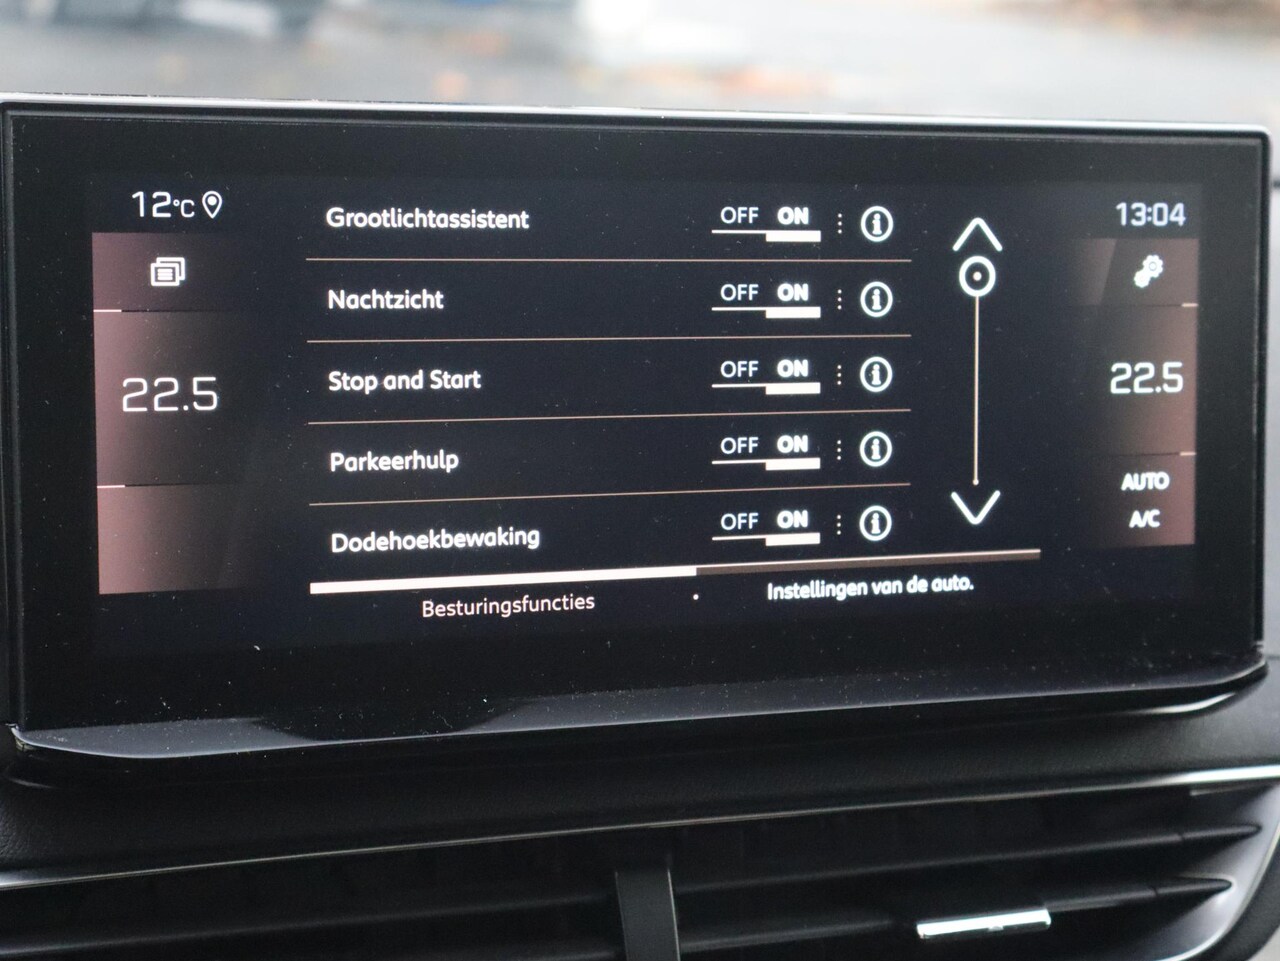 12°C
13:04
Grootlichtassistent OFF ON
Nachtzicht OFF ON
22.5
22.5
Stop and Start OFF ON
Parkeerhulp OFF ON
AUTO
A/C
Dodehoekbewaking OFF ON
Besturingsfuncties
Instellingen van de auto.